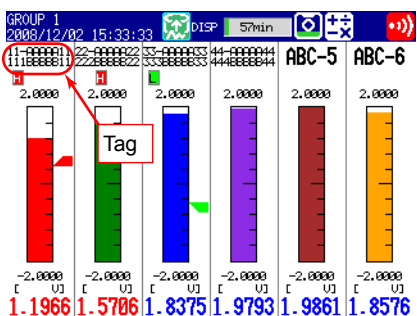 GROUP 1
2008/12/02 15:33:33 DISP 57min
11-AAAAA11 22-AAAAA22 33-AAAAA33 44-AAAAA44 ABC-5 ABC-6
111BBBBB11 222BBBBB22 333BBBBB33 444BBBBB44
H H L
2.0000 2.0000 2.0000 2.0000 2.0000 2.0000
Tag
-2.0000 -2.0000 -2.0000 -2.0000 -2.0000 -2.0000
[ V] [ V] [ V] [ V] [ V] [ V]
1.1966 1.5706 1.8375 1.9793 1.9861 1.8576